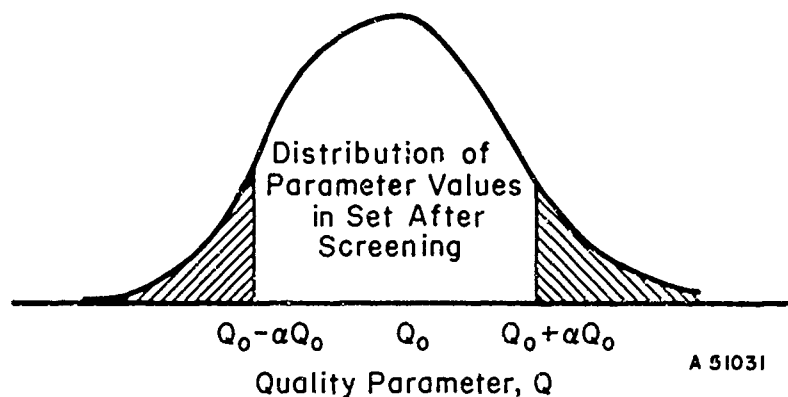 Distribution of
Parameter Values
in Set After
Screening
Q₀-αQ₀ Q₀ Q₀+αQ₀
A 51031
Quality Parameter, Q